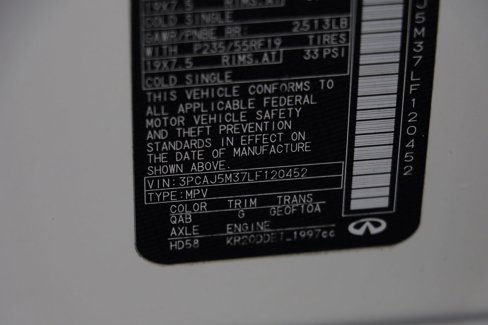 19X7.5 RIMS.AT
COLD SINGLE
GAWR/PNBE RR: 2513LB
WITH P235/55RF19 TIRES
19X7.5 RIMS.AT 33 PSI
COLD SINGLE
THIS VEHICLE CONFORMS TO
ALL APPLICABLE FEDERAL
MOTOR VEHICLE SAFETY
AND THEFT PREVENTION
STANDARDS IN EFFECT ON
THE DATE OF MANUFACTURE
SHOWN ABOVE.
VIN: 3PCAJ5M37LF120452
TYPE: MPV
COLOR TRIM TRANS
QAB G GE0F10A
AXLE ENGINE
HD58 KR20DDET_1997cc
J5M37LF120452